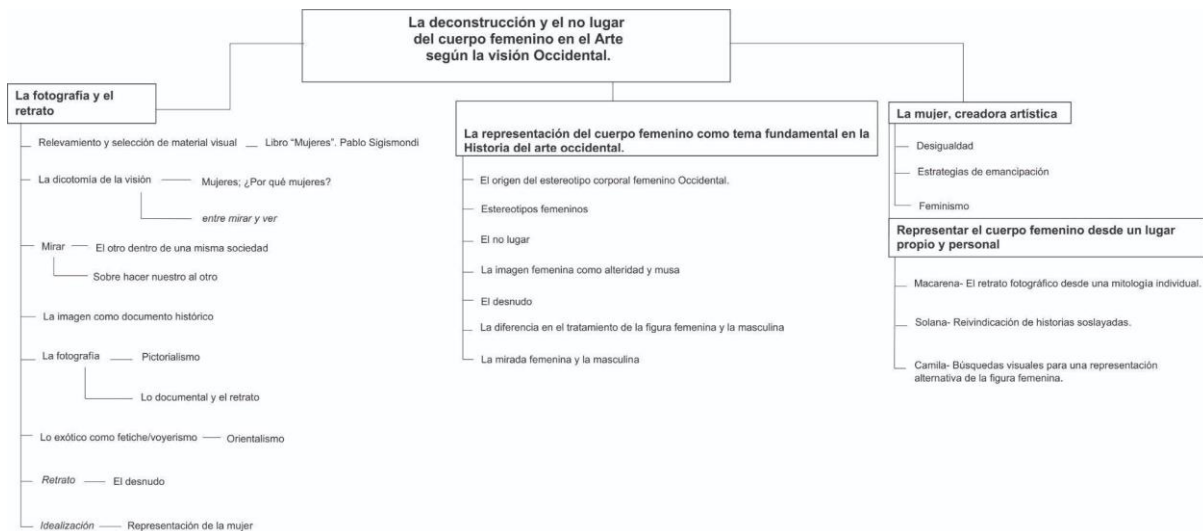 La deconstrucción y el no lugar
del cuerpo femenino en el Arte
según la visión Occidental.
La fotografía y el
retrato
Relevamiento y selección de material visual
Libro “Mujeres”. Pablo Sigismondi
La dicotomía de la visión
Mujeres; ¿Por qué mujeres?
entre mirar y ver
Mirar
El otro dentro de una misma sociedad
Sobre hacer nuestro al otro
La imagen como documento histórico
La fotografía
Pictorialismo
Lo documental y el retrato
Lo exótico como fetiche/voyerismo
Orientalismo
Retrato
El desnudo
Idealización
Representación de la mujer
La representación del cuerpo femenino como tema fundamental en la
Historia del arte occidental.
El origen del estereotipo corporal femenino Occidental.
Estereotipos femeninos
El no lugar
La imagen femenina como alteridad y musa
El desnudo
La diferencia en el tratamiento de la figura femenina y la masculina
La mirada femenina y la masculina
La mujer, creadora artística
Desigualdad
Estrategias de emancipación
Feminismo
Representar el cuerpo femenino desde un lugar
propio y personal
Macarena- El retrato fotográfico desde una mitología individual.
Solana- Reivindicación de historias soslayadas.
Camila- Búsquedas visuales para una representación
alternativa de la figura femenina.